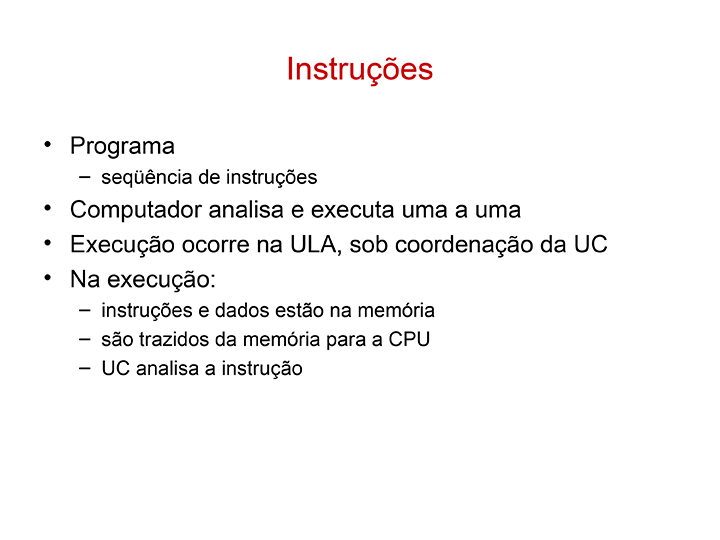 Instruções
• Programa
– seqüência de instruções
• Computador analisa e executa uma a uma
• Execução ocorre na ULA, sob coordenação da UC
• Na execução:
– instruções e dados estão na memória
– são trazidos da memória para a CPU
– UC analisa a instrução